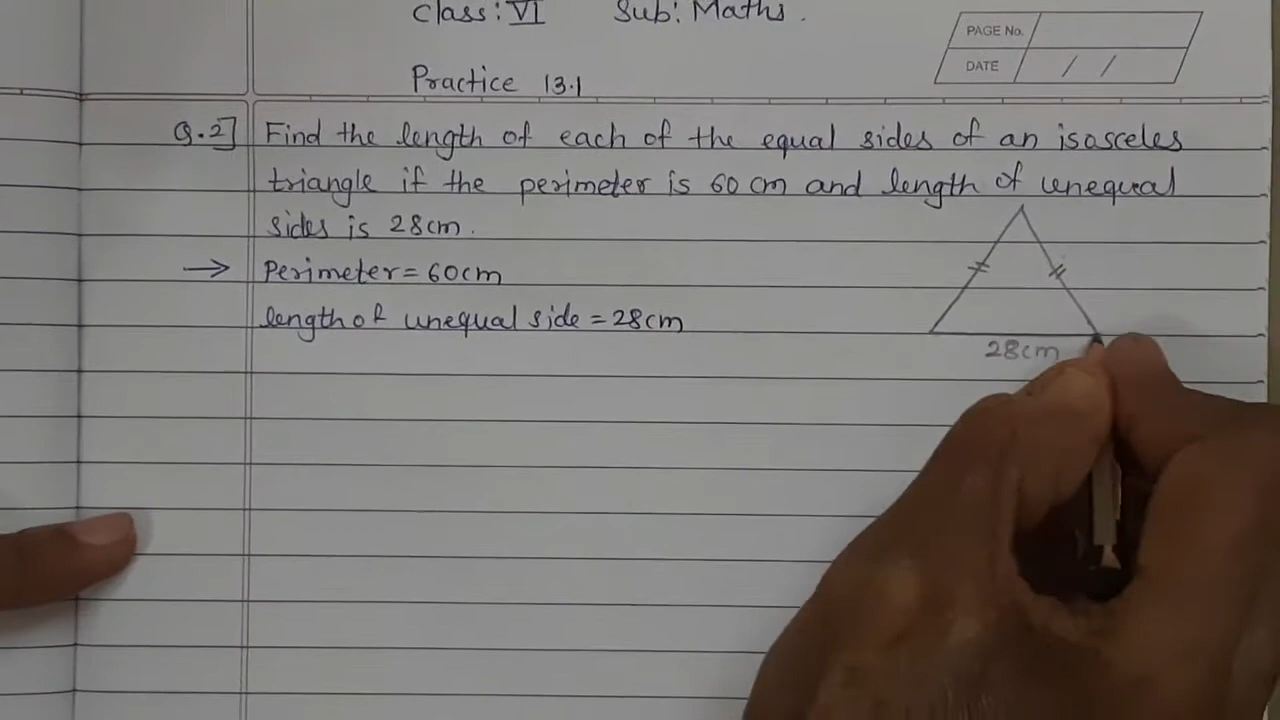 Class: VI Sub: Maths.
PAGE No.
DATE / /
Practice 13.1
Q.2] Find the length of each of the equal sides of an isosceles
triangle if the perimeter is 60 cm and length of unequal
sides is 28cm.
→ Perimeter = 60cm
length of unequal side = 28cm
28cm